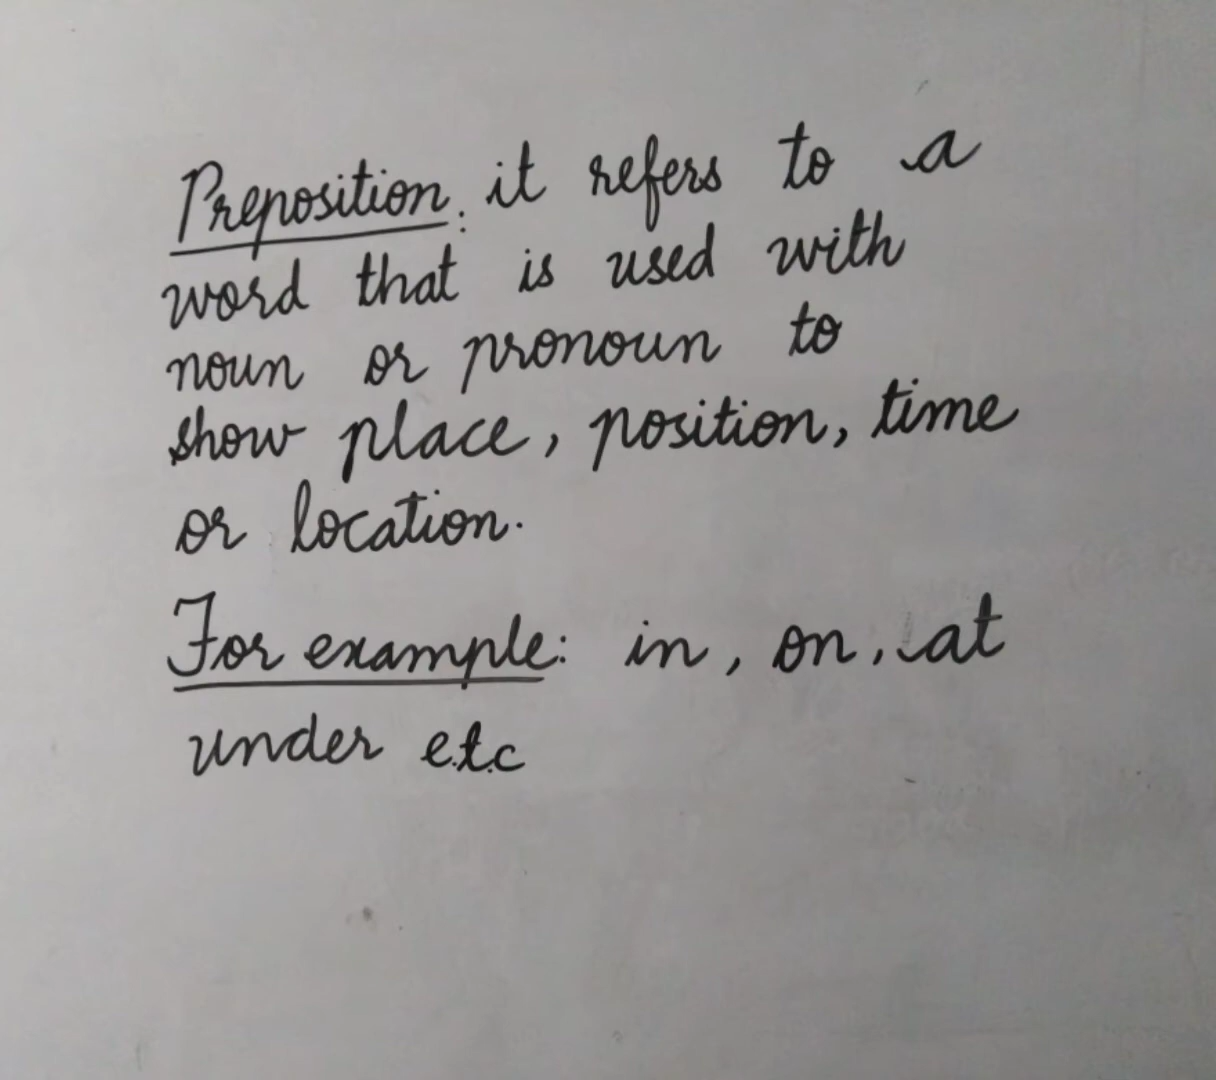 Preposition: it refers to a
word that is used with
noun or pronoun to
show place, position, time
or location.
For example: in, on, at
under e.t.c